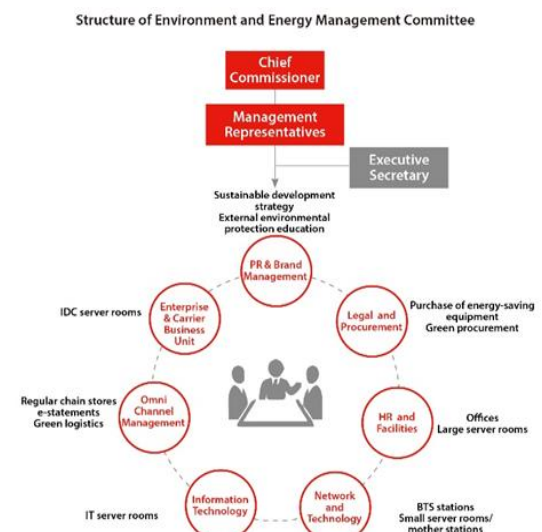 Structure of Environment and Energy Management Committee
Chief
Commissioner
Management
Representatives
Executive
Secretary
Sustainable development
strategy
External environmental
protection education
PR & Brand
Management
IDC server rooms
Enterprise
& Carrier
Business
Unit
Legal and
Procurement
Purchase of energy-saving
equipment
Green procurement
Regular chain stores
e-statements
Green logistics
Omni
Channel
Management
HR and
Facilities
Offices
Large server rooms
IT server rooms
Information
Technology
Network
and
Technology
BTS stations
Small server rooms/
mother stations